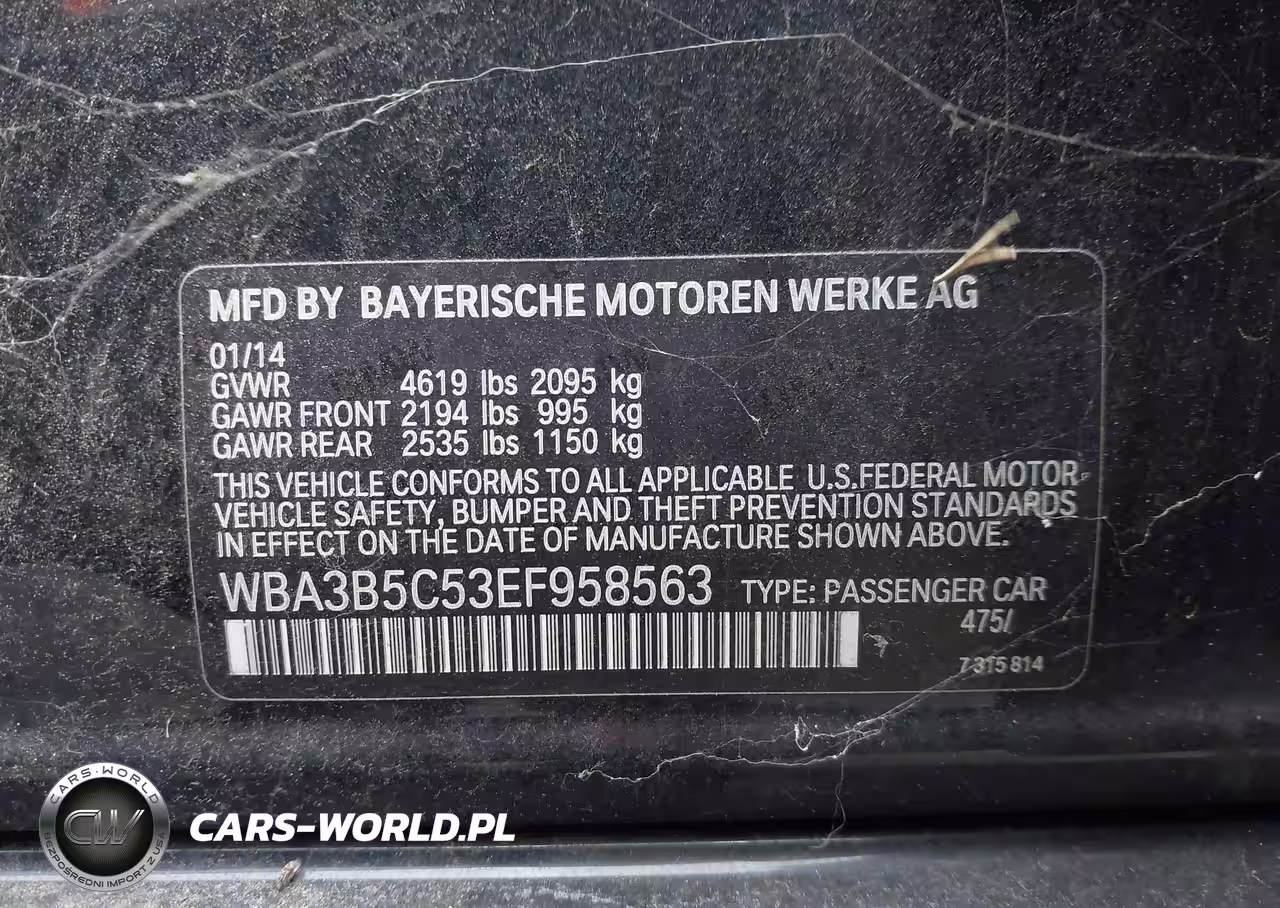 MFD BY BAYERISCHE MOTOREN WERKE AG
01/14
GVWR 4619 lbs 2095 kg
GAWR FRONT 2194 lbs 995 kg
GAWR REAR 2535 lbs 1150 kg
THIS VEHICLE CONFORMS TO ALL APPLICABLE U.S.FEDERAL MOTOR-
VEHICLE SAFETY, BUMPER AND THEFT PREVENTION STANDARDS
IN EFFECT ON THE DATE OF MANUFACTURE SHOWN ABOVE.
WBA3B5C53EF958563 TYPE: PASSENGER CAR
475/
7 315 814
CARS-WORLD
CW
BEZPOŚREDNI IMPORT Z USA
CARS-WORLD.PL